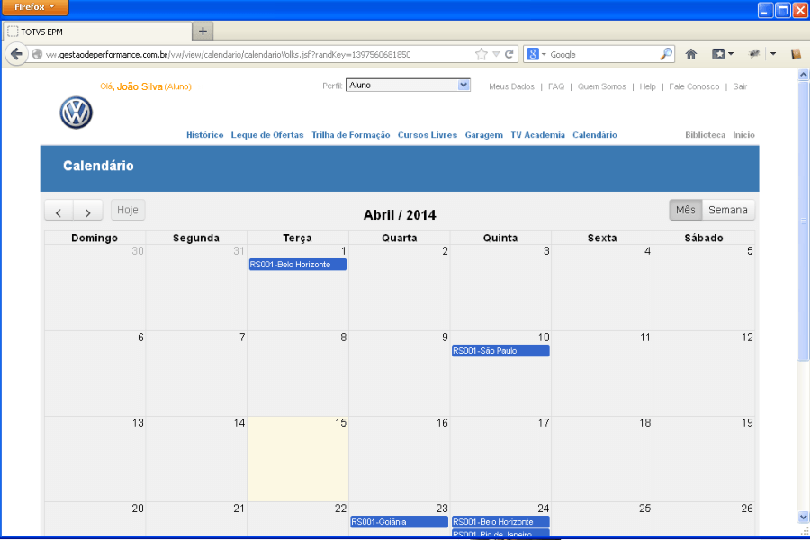 Firefox
TOTVS EPM
ww.gestaodeperformance.com.br/vw/view/calendario/calendarioVolks.jsf?randKey=1397560681850
Google
Olá, João Silva (Aluno)
Perfil:
Meus Dados | FAQ | Quem Somos | Help | Fale Conosco | Sair
Histórico Leque de Ofertas Trilha de Formação Cursos Livres Garagem TV Academia Calendário Biblioteca Início
Calendário
Hoje
Abril / 2014
Mês Semana
Domingo Segunda Terça Quarta Quinta Sexta Sábado
30 31 1 2 3 4 5
RS001-Belo Horizonte
6 7 8 9 10 11 12
RS001-São Paulo
13 14 15 16 17 18 19
20 21 22 23 24 25 26
RS001-Goiânia RS001-Belo Horizonte
RS001-Rio de Janeiro